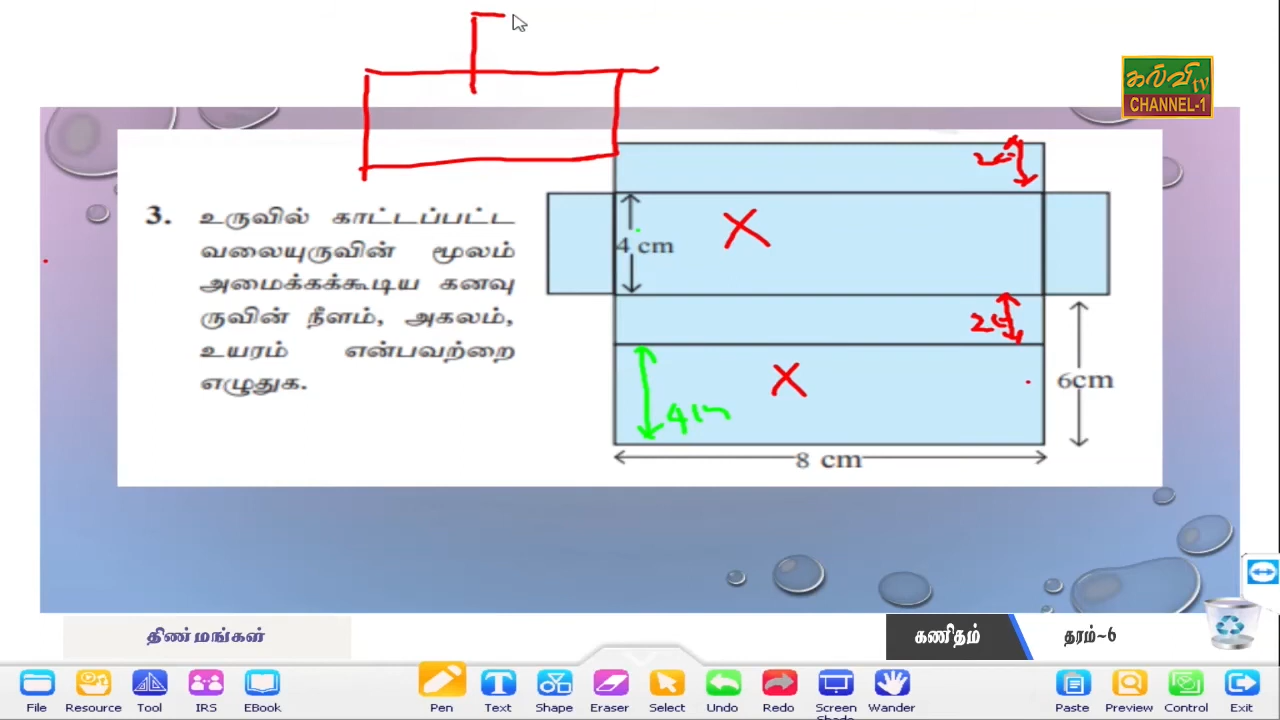 கல்வி tv
CHANNEL-1
3. உருவில் காட்டப்பட்ட
வலையுருவின் மூலம்
அமைக்கக்கூடிய கனவு
ருவின் நீளம், அகலம்,
உயரம் என்பவற்றை
எழுதுக.
4 cm
6cm
8 cm
திண்மங்கள்
கணிதம்
தரம்~6
File
Resource
Tool
IRS
EBook
Pen
Text
Shape
Eraser
Select
Undo
Redo
Screen
Wander
Paste
Preview
Control
Exit